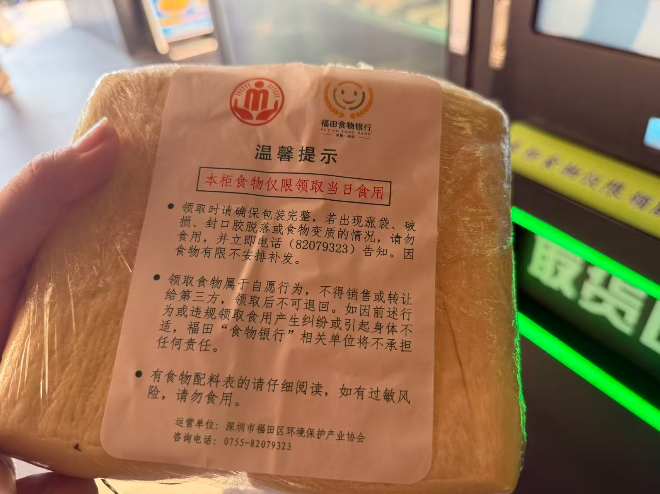 福田食物银行
温馨提示
本柜食物仅限领取当日食用
● 领取时请确保包装完整，若出现涨袋、破
损、封口胶脱落或食物变质的情况，请勿
食用，并立即电话（82079323）告知。因
食物有限不安排补发。
● 领取食物属于自愿行为，不得销售或转让
给第三方，领取后不可退回。如因前述行
为或违规领取食用产生纠纷或引起身体不
适，福田“食物银行”相关单位将不承担
任何责任。
● 有食物配料表的请仔细阅读，如有过敏风
险，请勿食用。
运营单位：深圳市福田区环境保护产业协会
咨询电话：0755-82079323
取货